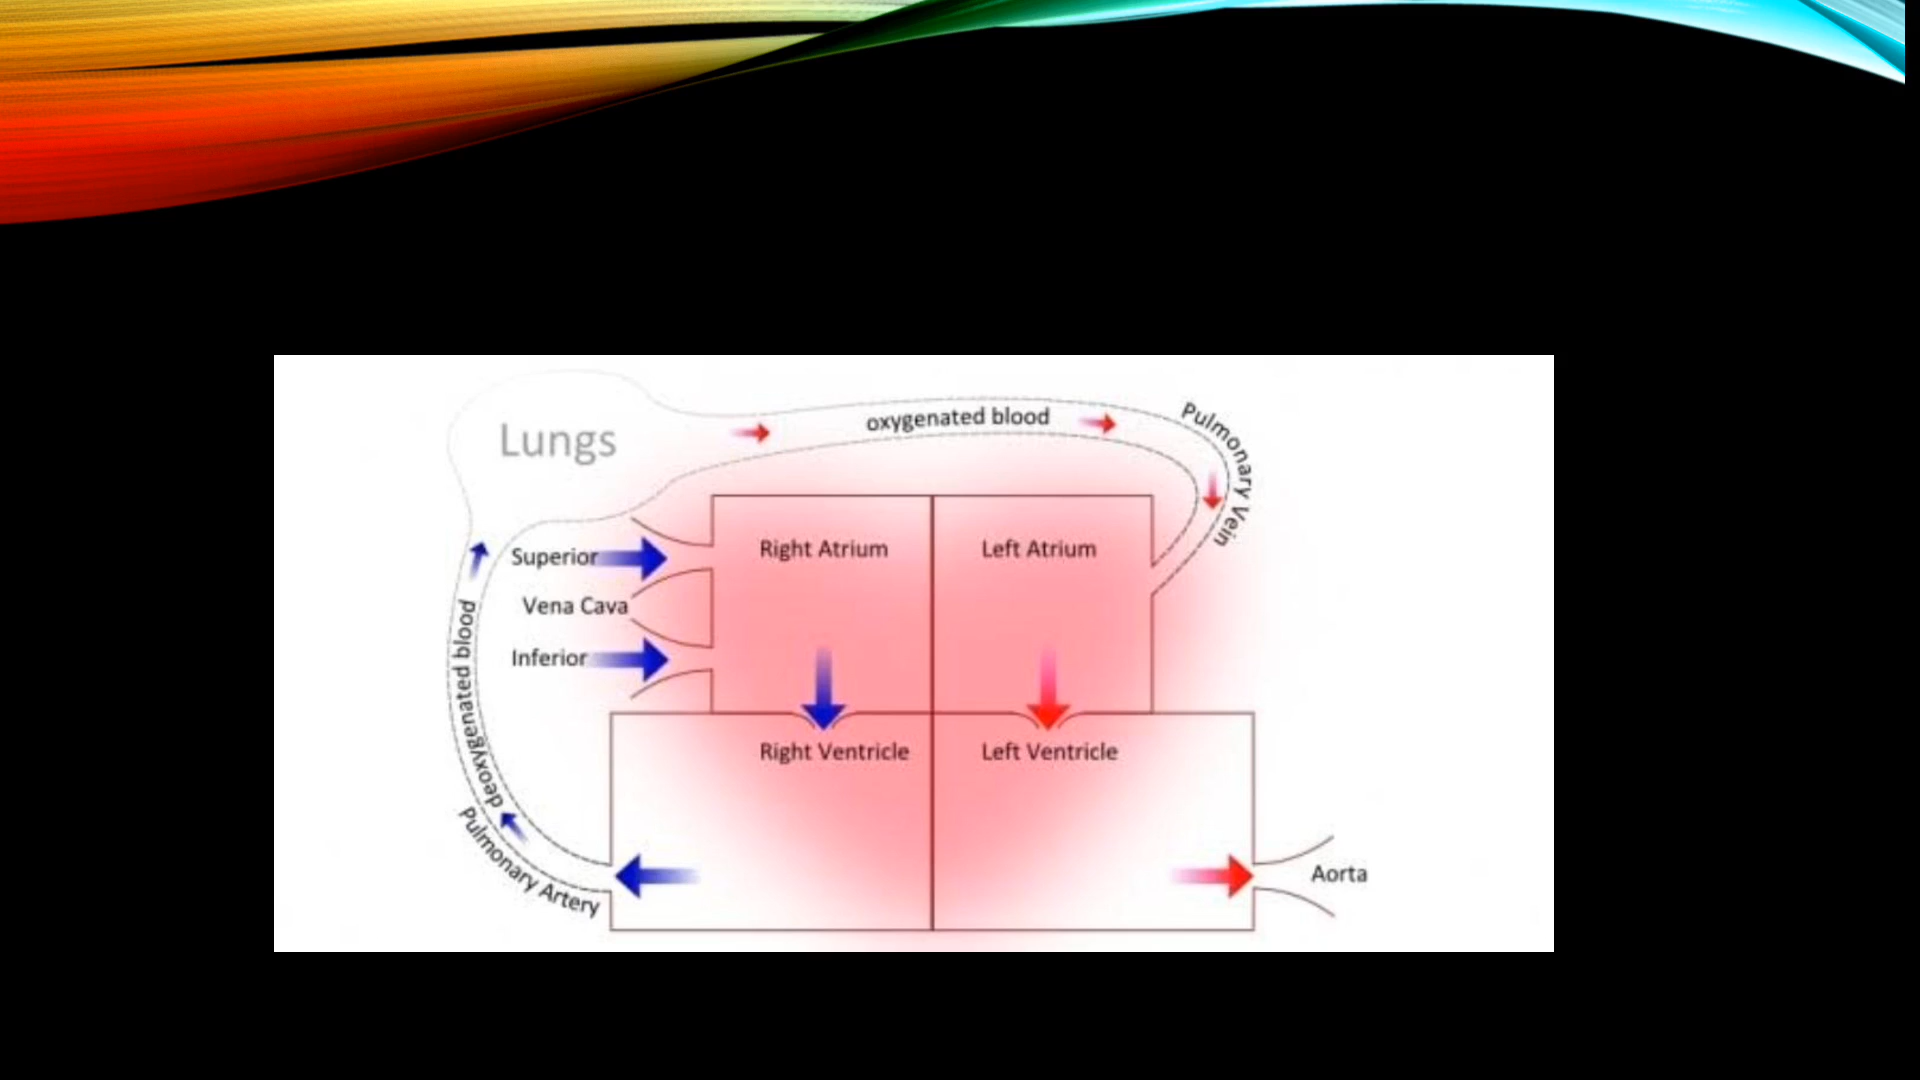 Lungs
oxygenated blood
Pulmonary Vein
Superior
Vena Cava
Inferior
Right Atrium
Left Atrium
Right Ventricle
Left Ventricle
deoxygenated blood
Pulmonary Artery
Aorta